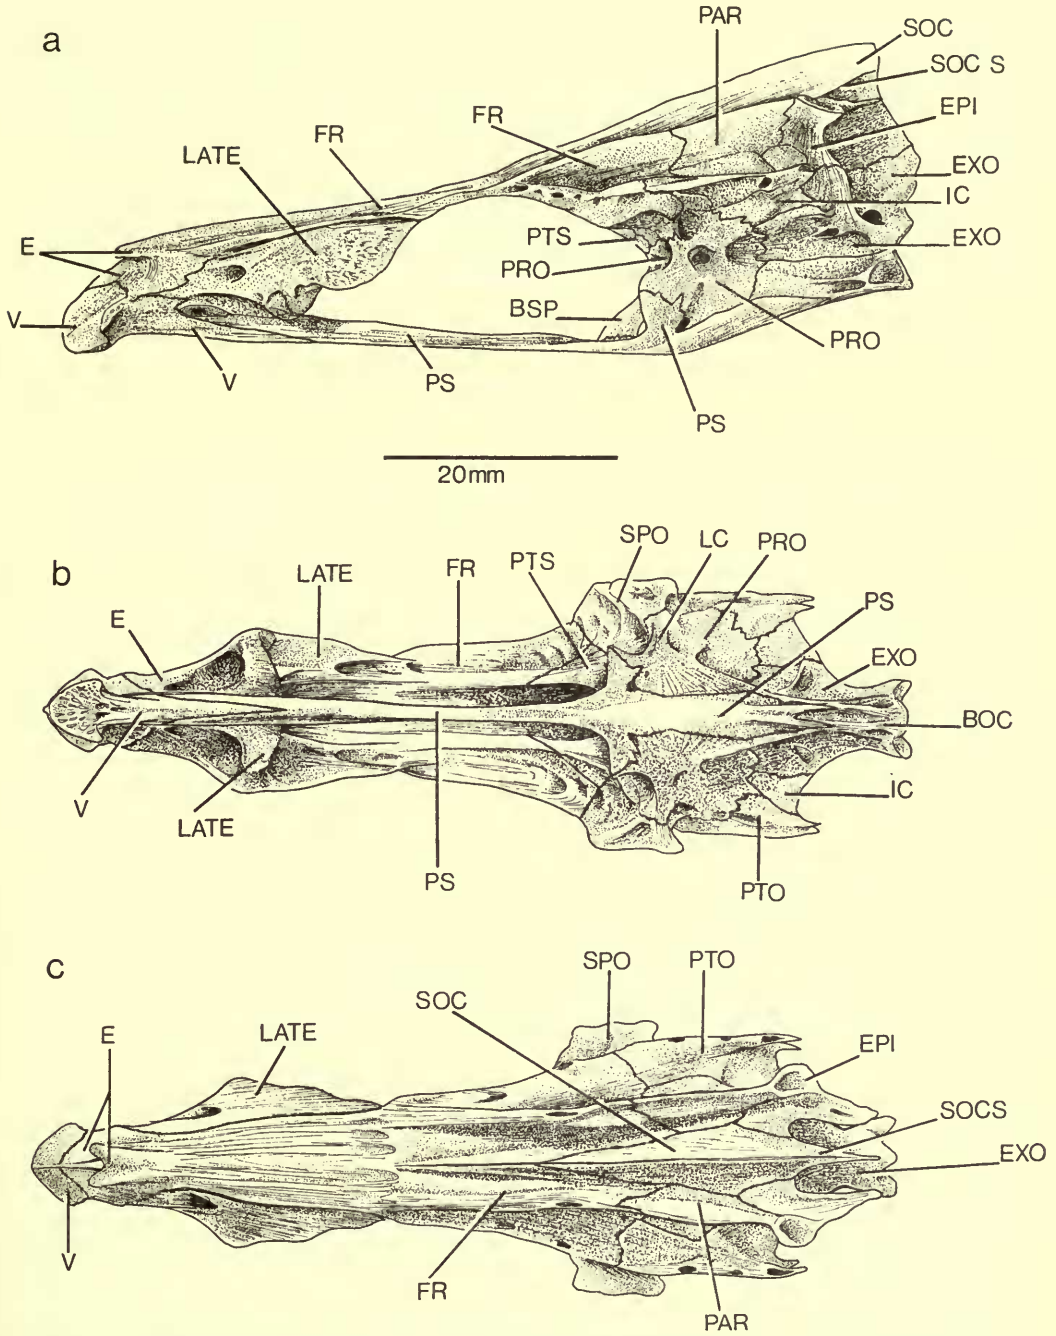 a
PAR
SOC
SOC S
EPI
FR
FR
LATE
EXO
IC
E
PTS
EXO
PRO
BSP
V
PRO
V
PS
PS
20mm
b
SPO
LC
PRO
PTS
FR
LATE
PS
E
EXO
BOC
IC
V
LATE
PS
PTO
c
SPO
PTO
SOC
E
LATE
EPI
SOCS
EXO
V
FR
PAR